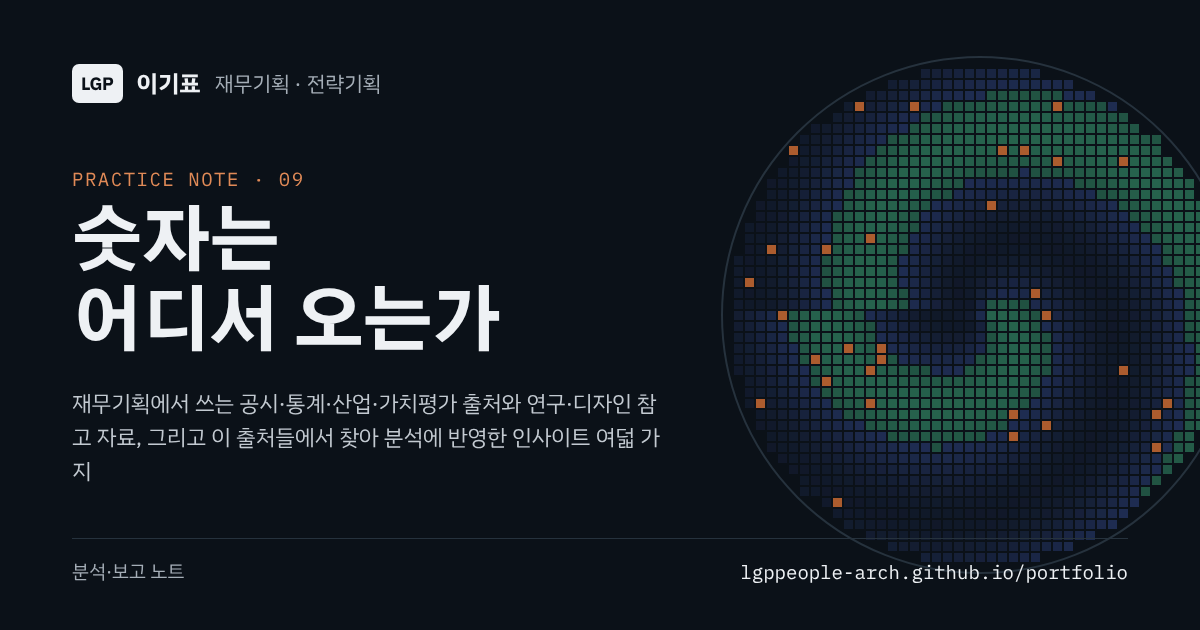 LGP 이기표 재무기획 · 전략기획
PRACTICE NOTE · 09
숫자는
어디서 오는가
재무기획에서 쓰는 공시·통계·산업·가치평가 출처와 연구·디자인 참
고 자료, 그리고 이 출처들에서 찾아 분석에 반영한 인사이트 여덟 가
지
분석·보고 노트
lgppeople-arch.github.io/portfolio